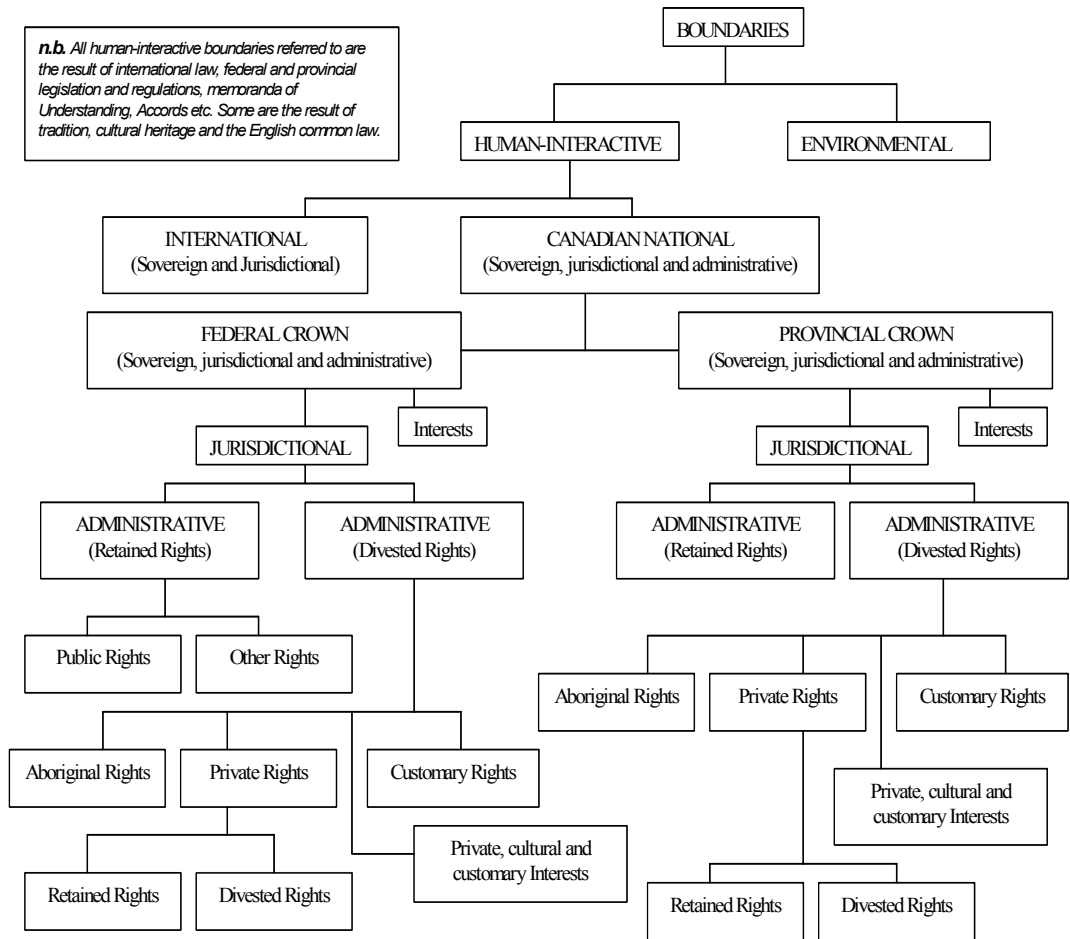 n.b. All human-interactive boundaries referred to are
the result of international law, federal and provincial
legislation and regulations, memoranda of
Understanding, Accords etc. Some are the result of
tradition, cultural heritage and the English common law.
BOUNDARIES
HUMAN-INTERACTIVE
ENVIRONMENTAL
INTERNATIONAL
(Sovereign and Jurisdictional)
CANADIAN NATIONAL
(Sovereign, jurisdictional and administrative)
FEDERAL CROWN
(Sovereign, jurisdictional and administrative)
PROVINCIAL CROWN
(Sovereign, jurisdictional and administrative)
Interests
Interests
JURISDICTIONAL
JURISDICTIONAL
ADMINISTRATIVE
(Retained Rights)
ADMINISTRATIVE
(Divested Rights)
ADMINISTRATIVE
(Retained Rights)
ADMINISTRATIVE
(Divested Rights)
Public Rights
Other Rights
Aboriginal Rights
Private Rights
Customary Rights
Aboriginal Rights
Private Rights
Customary Rights
Private, cultural and
customary Interests
Private, cultural and
customary Interests
Retained Rights
Divested Rights
Retained Rights
Divested Rights